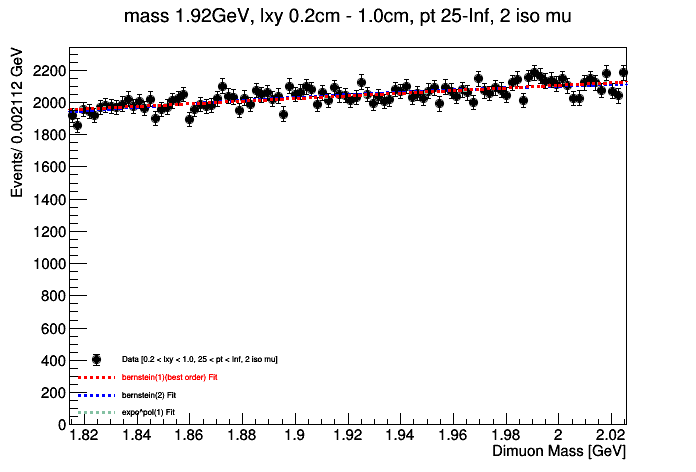 mass 1.92GeV, lxy 0.2cm - 1.0cm, pt 25-Inf, 2 iso mu
Events/ 0.002112 GeV
2200
2000
1800
1600
1400
1200
1000
800
600
400
200
0
Data [0.2 < lxy < 1.0, 25 < pt < Inf, 2 iso mu]
bernstein(1)(best order) Fit
bernstein(2) Fit
expo*pol(1) Fit
1.82 1.84 1.86 1.88 1.9 1.92 1.94 1.96 1.98 2 2.02
Dimuon Mass [GeV]